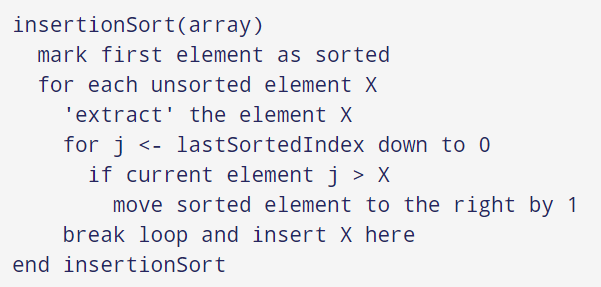 insertionSort(array)
  mark first element as sorted
  for each unsorted element X
    'extract' the element X
    for j <- lastSortedIndex down to 0
      if current element j > X
        move sorted element to the right by 1
    break loop and insert X here
end insertionSort